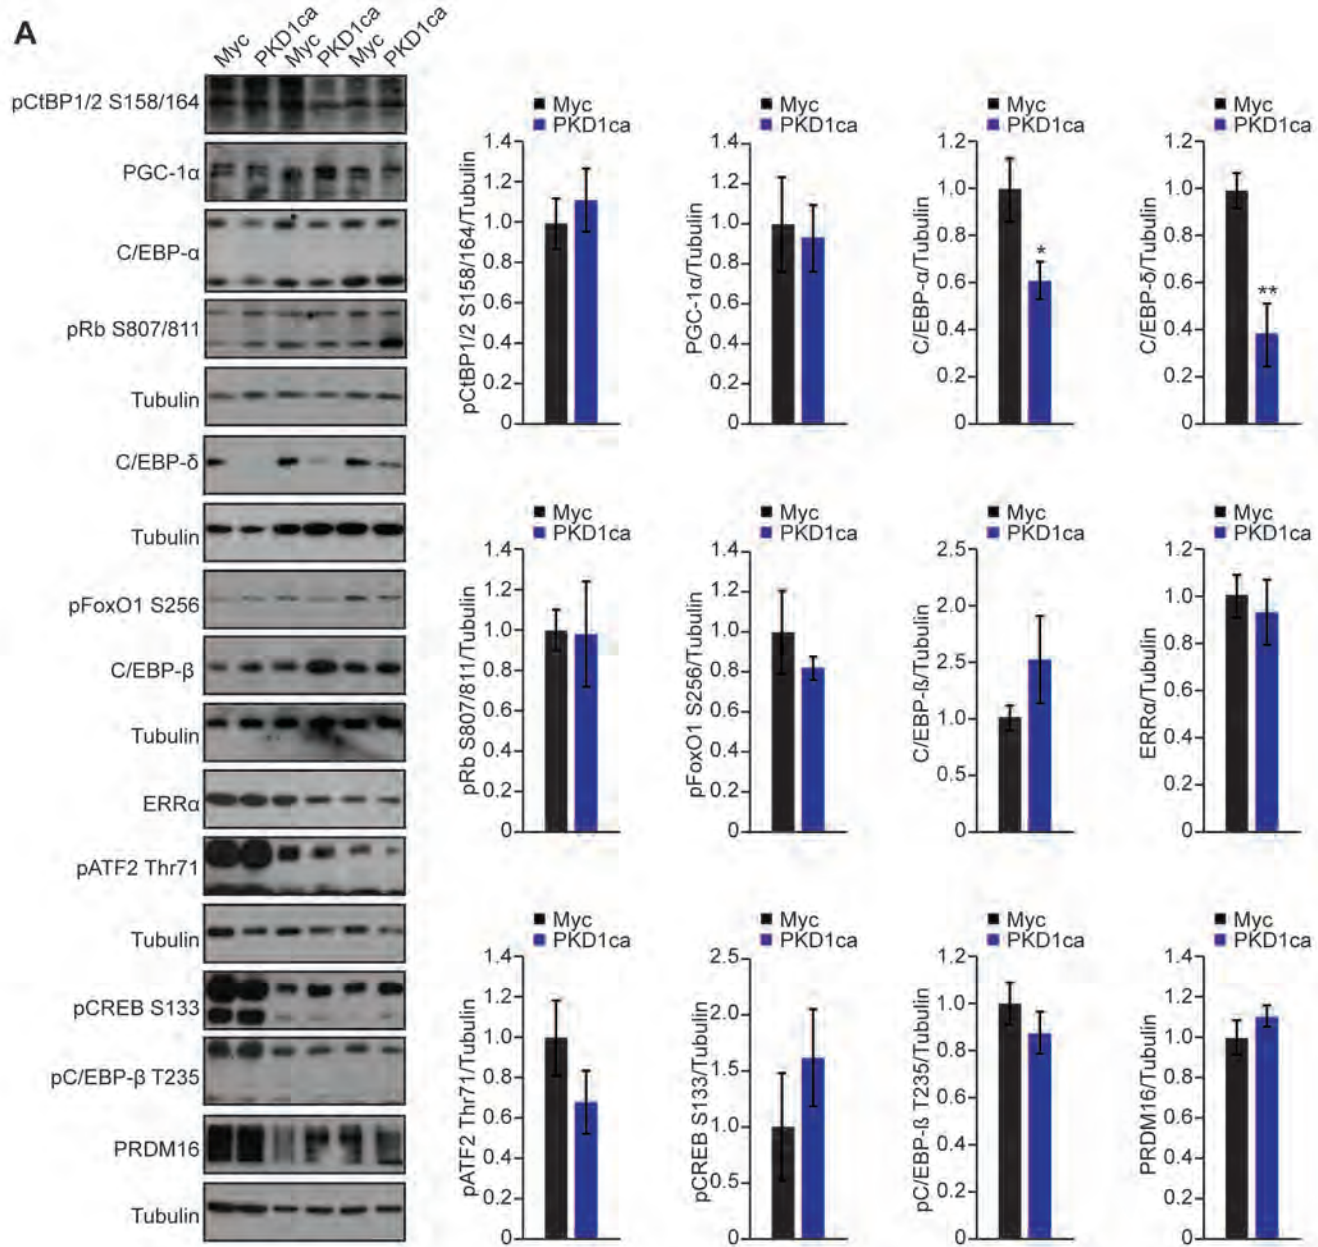 A
Myc PKD1ca Myc PKD1ca Myc PKD1ca
pCtBP1/2 S158/164
PGC-1α
C/EBP-α
pRb S807/811
Tubulin
C/EBP-δ
Tubulin
pFoxO1 S256
C/EBP-β
Tubulin
ERRα
pATF2 Thr71
Tubulin
pCREB S133
pC/EBP-β T235
PRDM16
Tubulin
Myc
PKD1ca
pCtBP1/2 S158/164/Tubulin
1.4
1.2
1.0
0.8
0.6
0.4
0.2
0
Myc
PKD1ca
PGC-1α/Tubulin
1.4
1.2
1.0
0.8
0.6
0.4
0.2
0
Myc
PKD1ca
C/EBP-α/Tubulin
1.2
1.0
0.8
0.6
0.4
0.2
0
*
Myc
PKD1ca
C/EBP-δ/Tubulin
1.2
1.0
0.8
0.6
0.4
0.2
0
**
Myc
PKD1ca
pRb S807/811/Tubulin
1.4
1.2
1.0
0.8
0.6
0.4
0.2
0
Myc
PKD1ca
pFoxO1 S256/Tubulin
1.4
1.2
1.0
0.8
0.6
0.4
0.2
0
Myc
PKD1ca
C/EBP-ß/Tubulin
2.5
2.0
2.5
1.0
0.5
0
Myc
PKD1ca
ERRα/Tubulin
1.2
1.0
0.8
0.6
0.4
0.2
0
Myc
PKD1ca
pATF2 Thr71/Tubulin
1.4
1.2
1.0
0.8
0.6
0.4
0.2
0
Myc
PKD1ca
pCREB S133/Tubulin
2.5
2.0
1.5
1.0
0.5
0
Myc
PKD1ca
pC/EBP-ß T235/Tubulin
1.2
1.0
0.8
0.6
0.4
0.2
0
Myc
PKD1ca
PRDM16/Tubulin
1.4
1.2
1.0
0.8
0.6
0.4
0.2
0